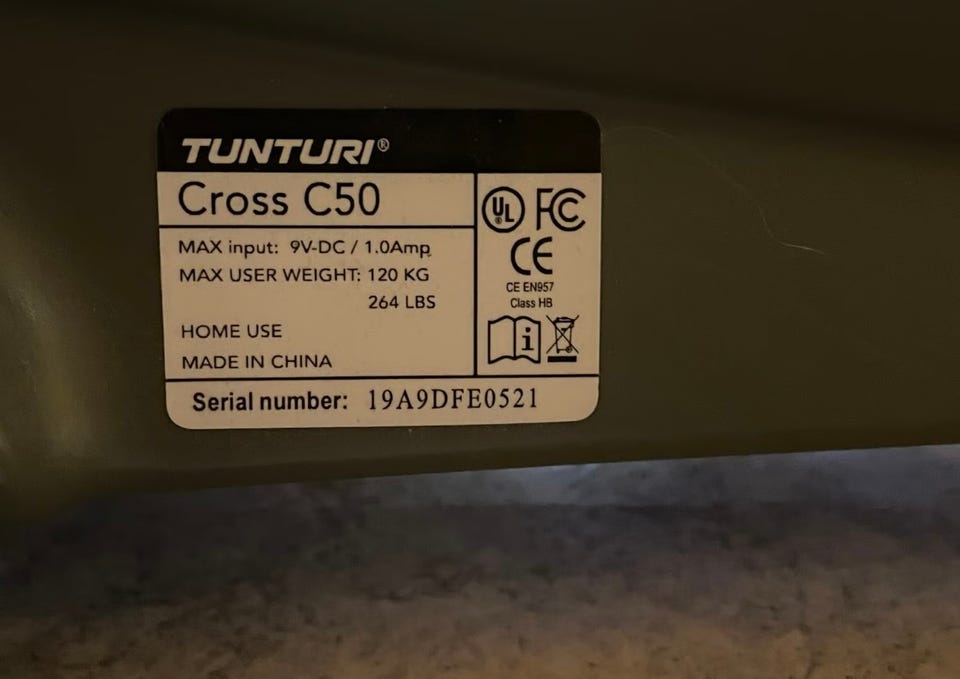 TUNTURI®
Cross C50
MAX input: 9V-DC / 1.0Amp
MAX USER WEIGHT: 120 KG
264 LBS
HOME USE
MADE IN CHINA
UL
FC
CE
CE EN957
Class HB
i
Serial number: 19A9DFE0521